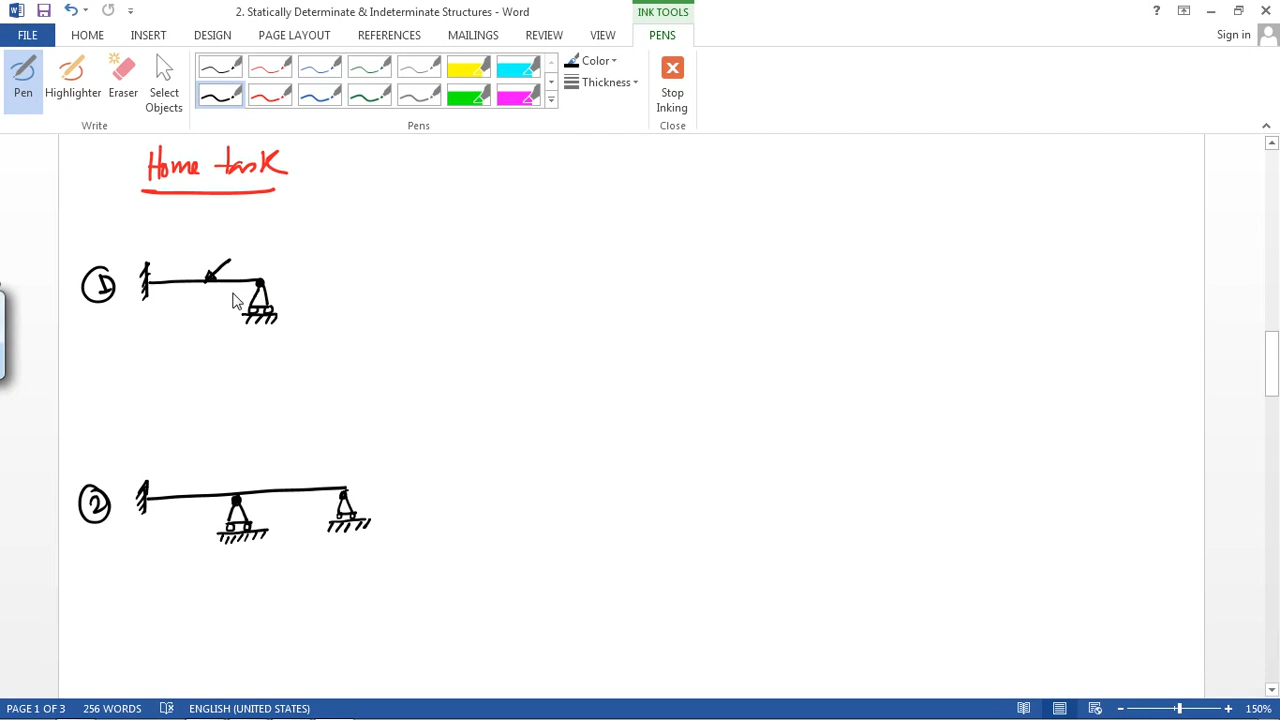 2. Statically Determinate & Indeterminate Structures - Word
INK TOOLS
?
FILE HOME INSERT DESIGN PAGE LAYOUT REFERENCES MAILINGS REVIEW VIEW PENS Sign in
Pen Highlighter Eraser Select Objects
Color
Thickness
Stop Inking
Write Pens Close
Home task
1
2
PAGE 1 OF 3 256 WORDS ENGLISH (UNITED STATES) 150%